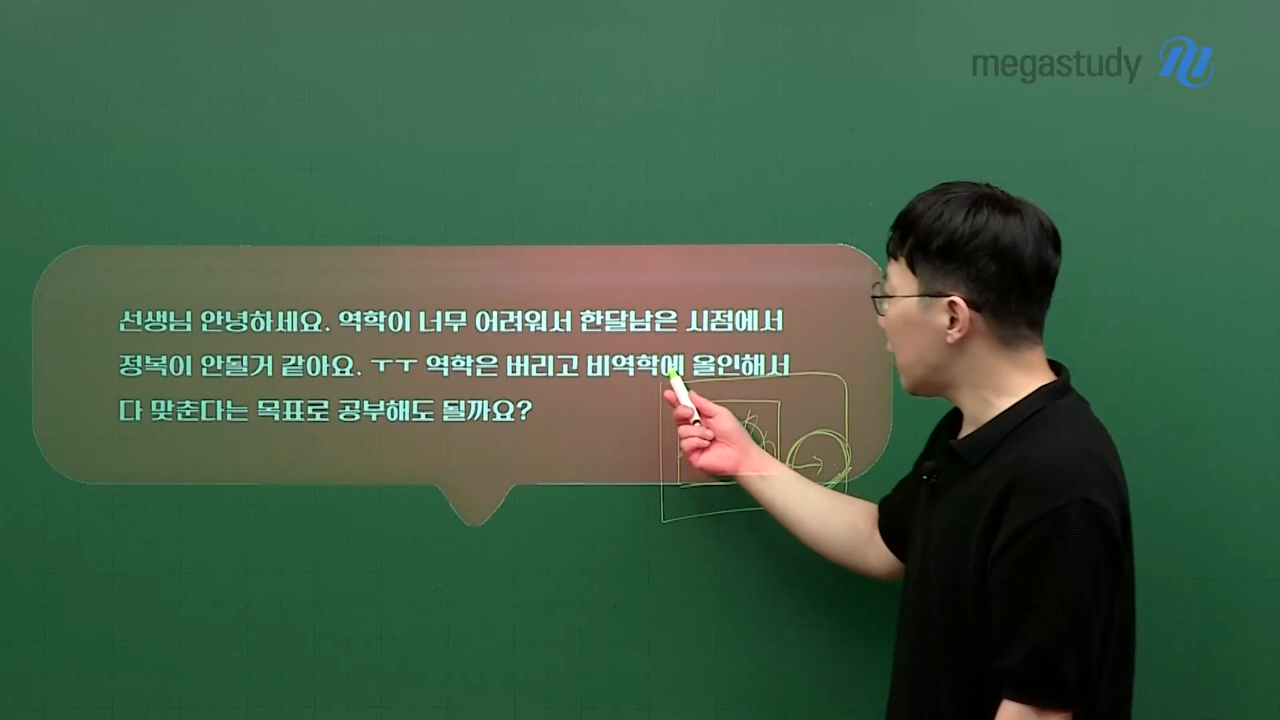 megastudy
선생님 안녕하세요. 역학이 너무 어려워서 한달남은 시점에서
정복이 안될거 같아요. ㅜㅜ 역학은 버리고 비역학에 올인해서
다 맞춘다는 목표로 공부해도 될까요?